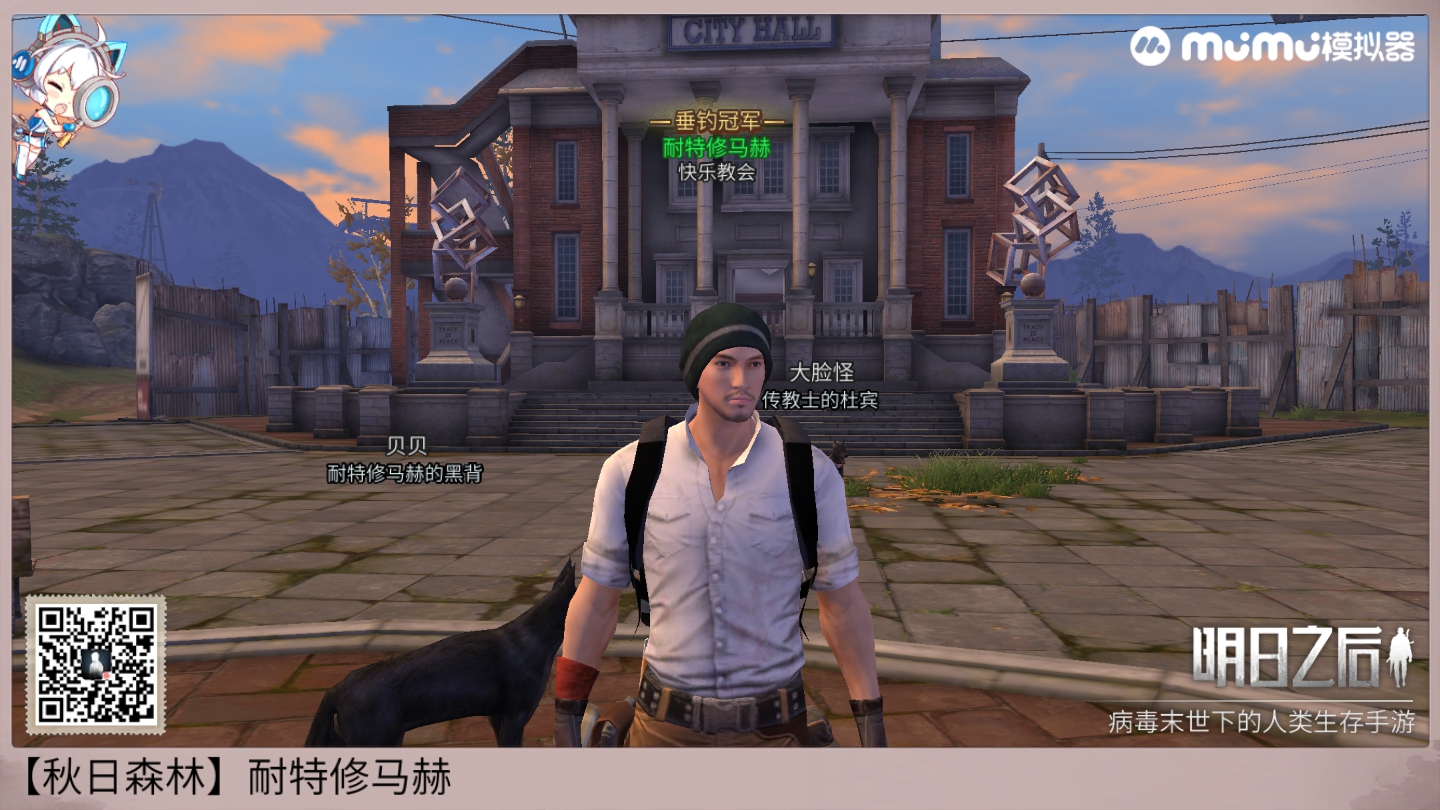 CITY HALL
mumu模拟器
垂钓冠军
耐特修马赫
快乐教会
大脸怪
传教士的杜宾
贝贝
耐特修马赫的黑背
明日之后
病毒末世下的人类生存手游
【秋日森林】耐特修马赫